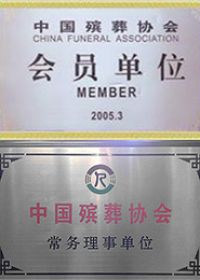 中国殡葬协会
CHINA FUNERAL ASSOCIATION
会员单位
MEMBER
2005.3
中国殡葬协会
常务理事单位